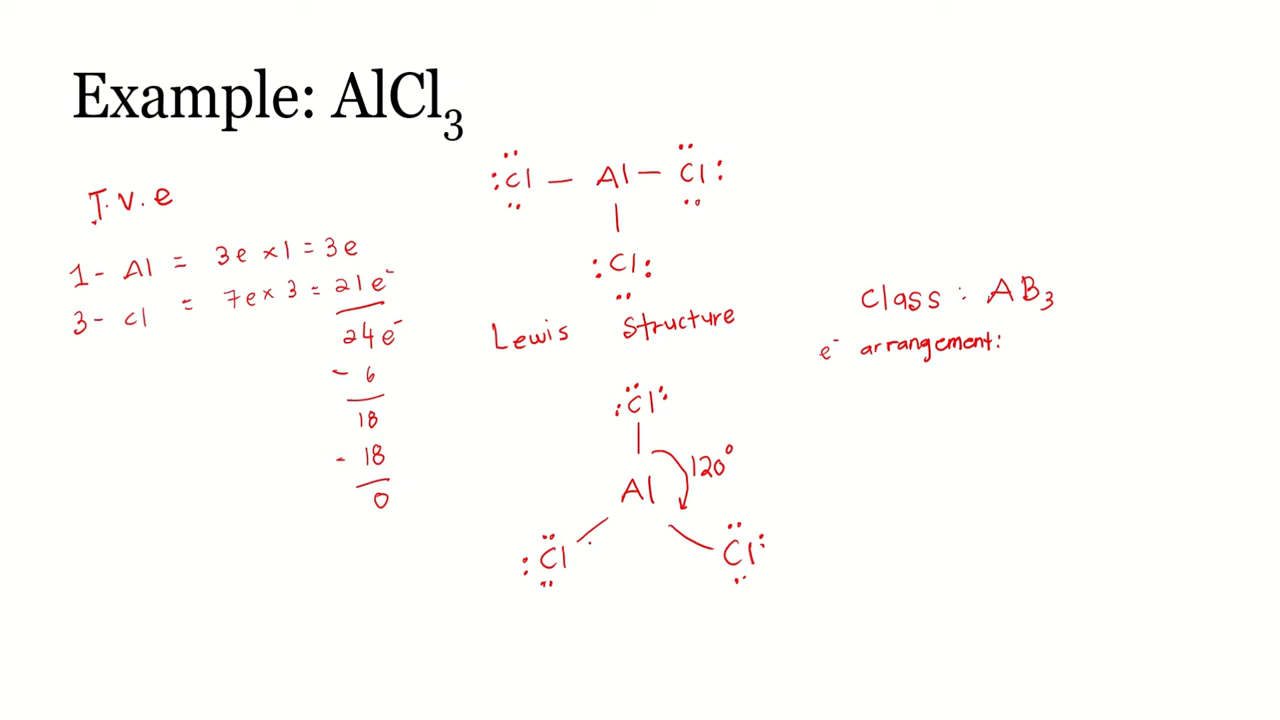 Example: AlCl₃
T.V.e
1- Al = 3e x 1 = 3e
3- Cl = 7e x 3 = 21e⁻
24e⁻
- 6
18
- 18
0
:Cl — Al — Cl:
|
:Cl:
Lewis Structure
:Cl:
|
Al 120°
:Cl Cl:
Class : AB₃
e⁻ arrangement: